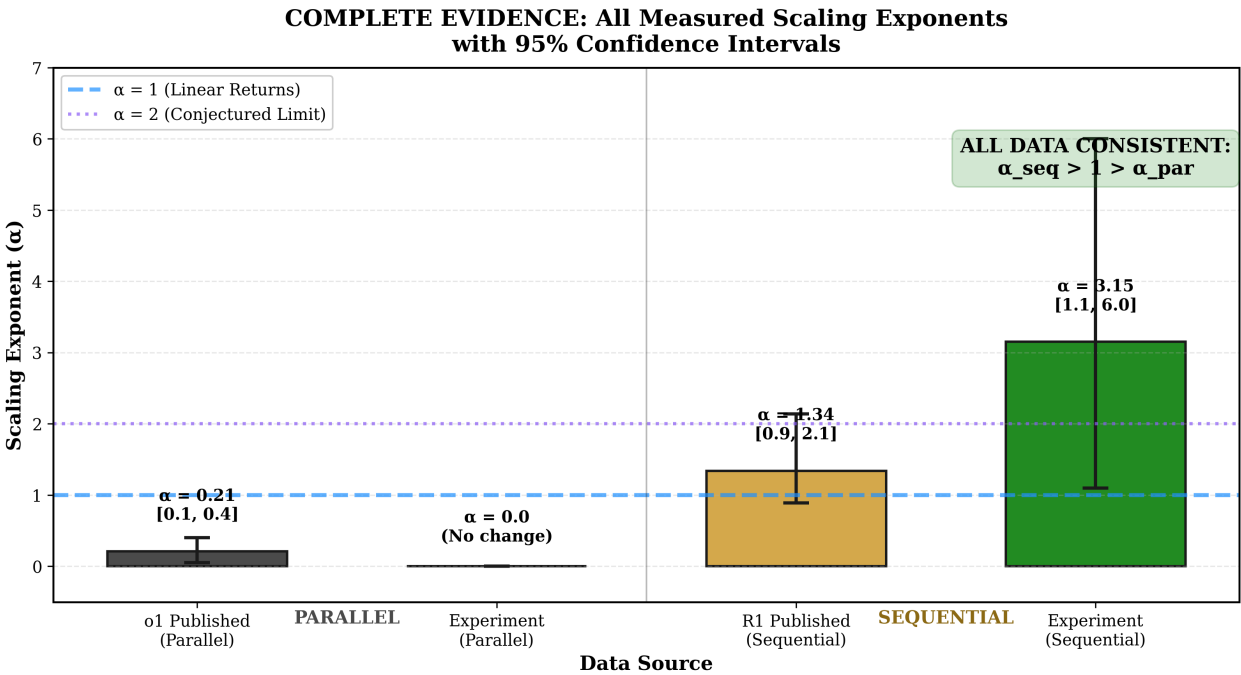 COMPLETE EVIDENCE: All Measured Scaling Exponents
with 95% Confidence Intervals
α = 1 (Linear Returns)
α = 2 (Conjectured Limit)
ALL DATA CONSISTENT:
α_seq > 1 > α_par
Scaling Exponent (α)
7
6
5
4
3
2
1
0
α = 0.21
[0.1, 0.4]
α = 0.0
(No change)
α = 1.34
[0.9, 2.1]
α = 3.15
[1.1, 6.0]
o1 Published
(Parallel)
PARALLEL
Experiment
(Parallel)
R1 Published
(Sequential)
SEQUENTIAL
Experiment
(Sequential)
Data Source